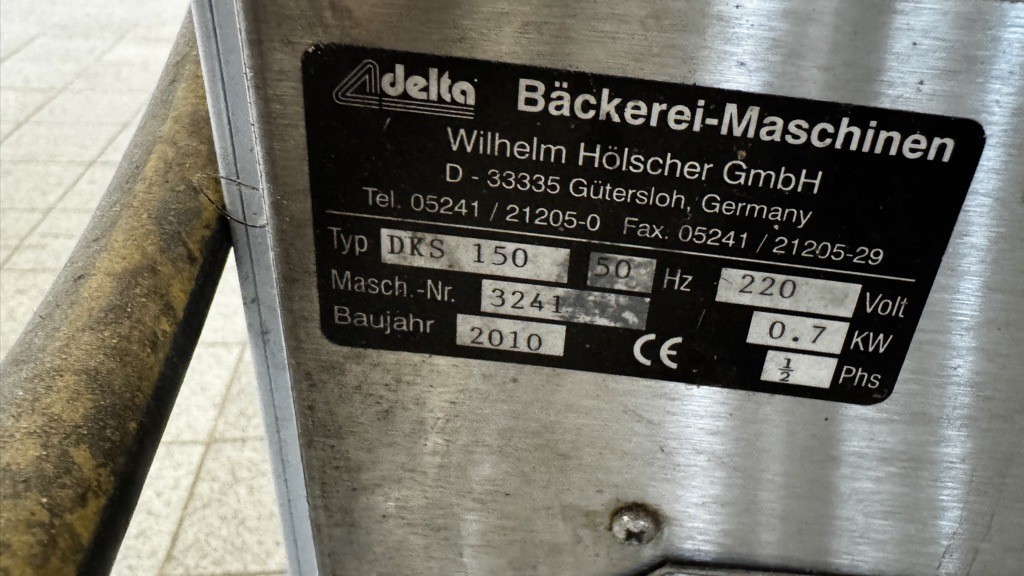 delta Bäckerei-Maschinen
Wilhelm Hölscher GmbH
D - 33335 Gütersloh, Germany
Tel. 05241 / 21205-0 Fax. 05241 / 21205-29
Typ DKS 150 50 Hz 220 Volt
Masch.-Nr. 3241 0.7 KW
Baujahr 2010 CE ½ Phs